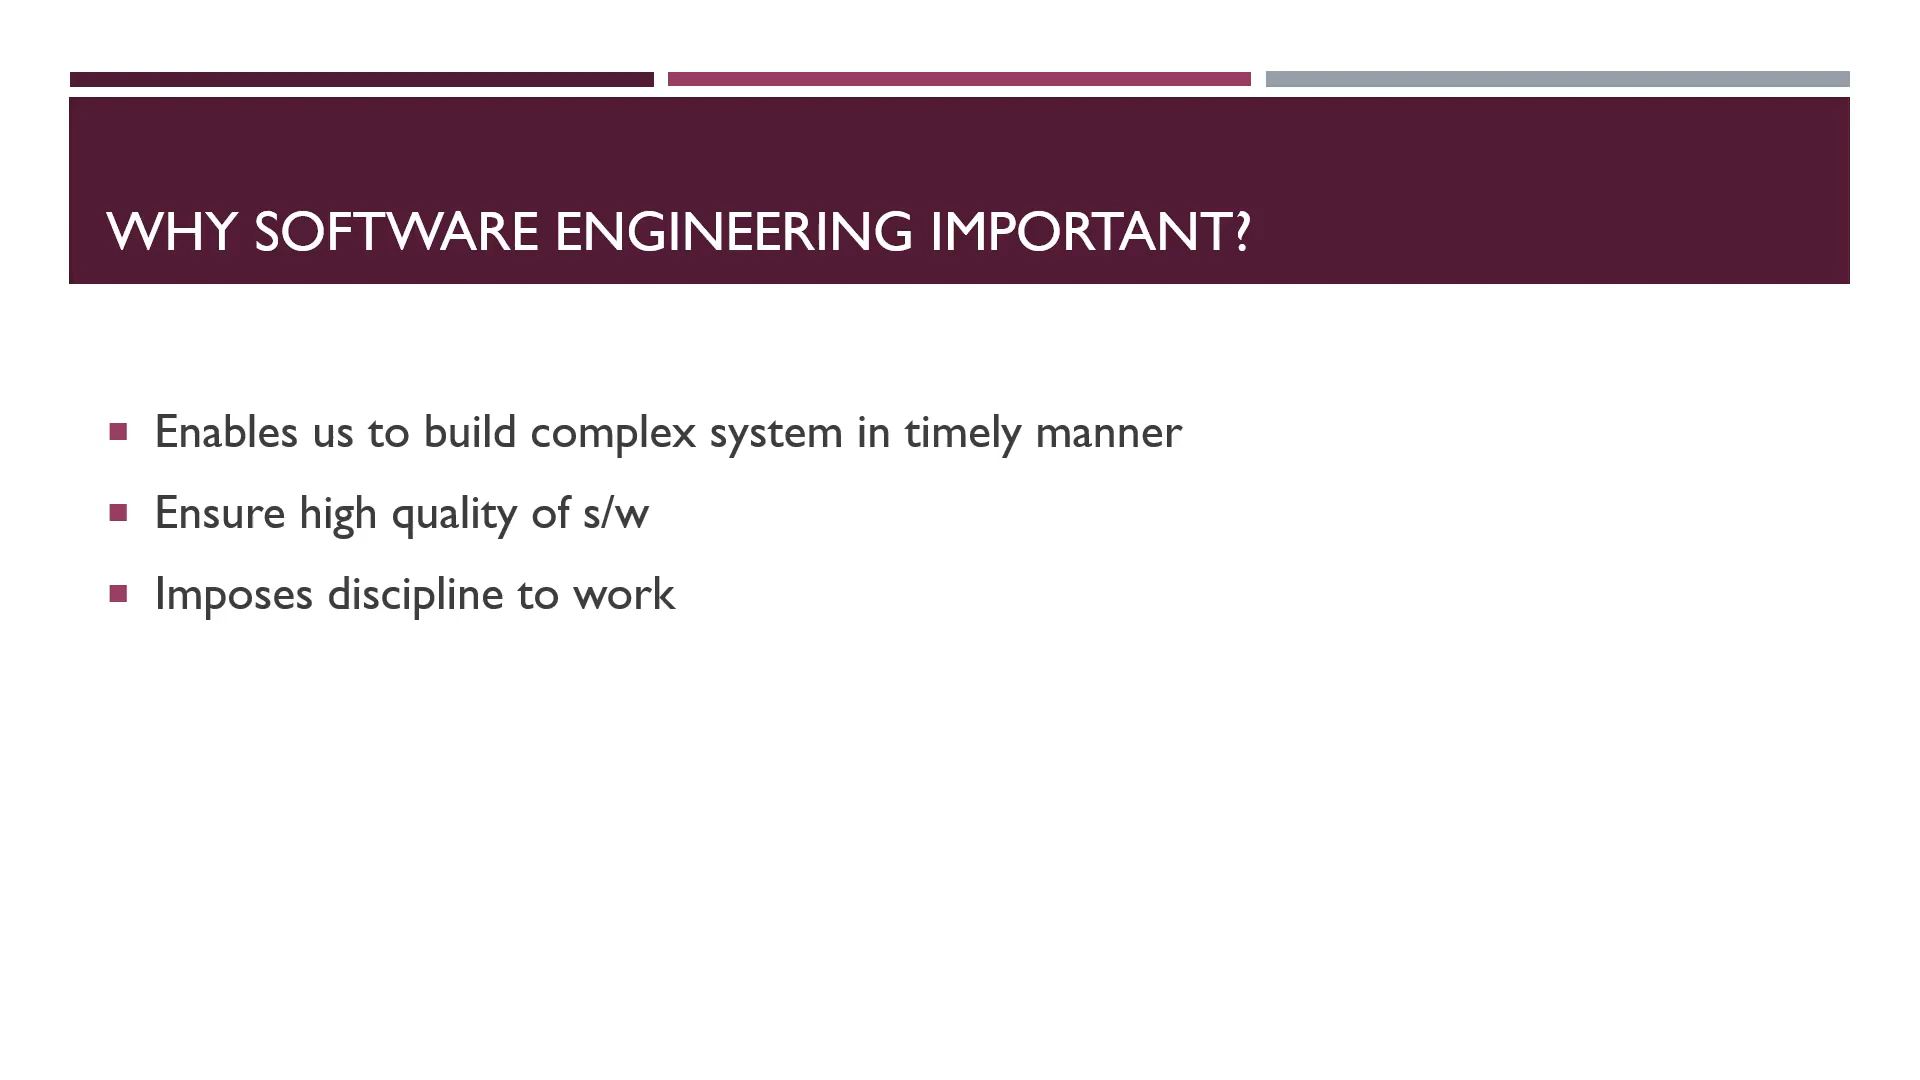 WHY SOFTWARE ENGINEERING IMPORTANT?
Enables us to build complex system in timely manner
Ensure high quality of s/w
Imposes discipline to work